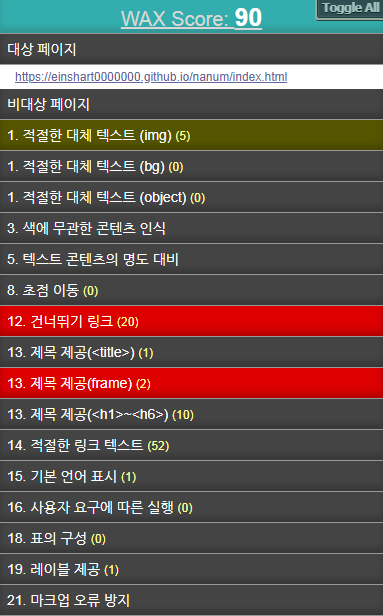 WAX Score: 90
Toggle All
대상 페이지
https://einshart0000000.github.io/nanum/index.html
비대상 페이지
1. 적절한 대체 텍스트 (img) (5)
1. 적절한 대체 텍스트 (bg) (0)
1. 적절한 대체 텍스트 (object) (0)
3. 색에 무관한 콘텐츠 인식
5. 텍스트 콘텐츠의 명도 대비
8. 초점 이동 (0)
12. 건너뛰기 링크 (20)
13. 제목 제공(<title>) (1)
13. 제목 제공(frame) (2)
13. 제목 제공(<h1>~<h6>) (10)
14. 적절한 링크 텍스트 (52)
15. 기본 언어 표시 (1)
16. 사용자 요구에 따른 실행 (0)
18. 표의 구성 (0)
19. 레이블 제공 (1)
21. 마크업 오류 방지